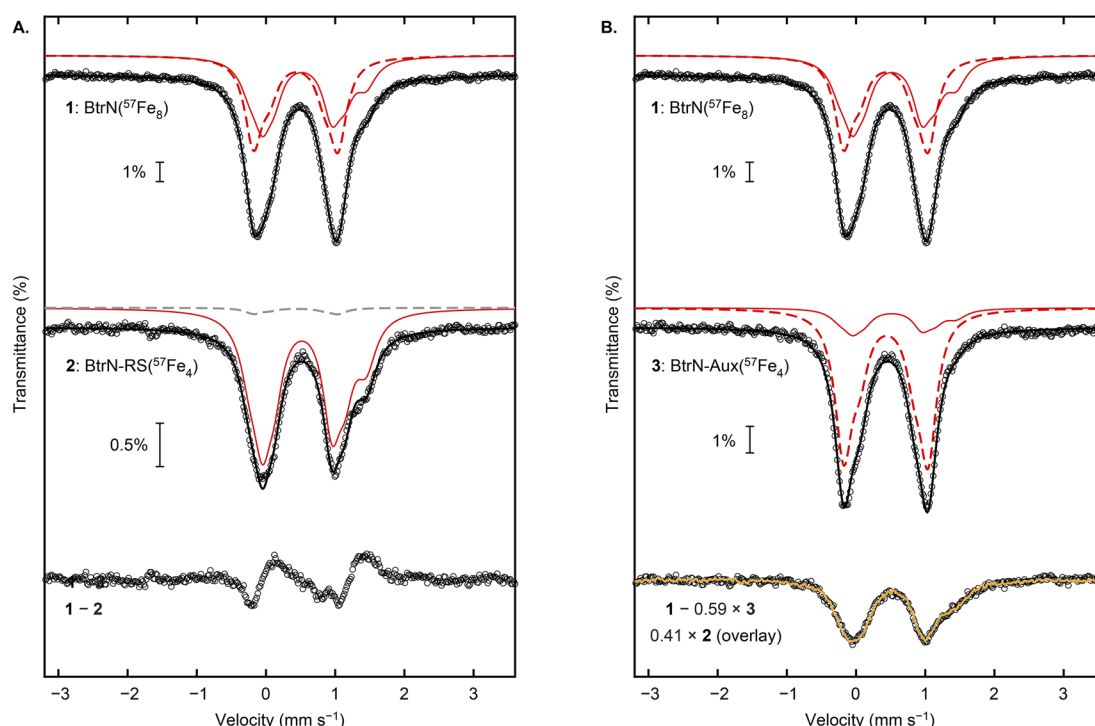 A.
1: BtrN(⁵⁷Fe₈)
1%
2: BtrN-RS(⁵⁷Fe₄)
0.5%
1 − 2
Transmittance (%)
−3 −2 −1 0 1 2 3
Velocity (mm s⁻¹)
B.
1: BtrN(⁵⁷Fe₈)
1%
3: BtrN-Aux(⁵⁷Fe₄)
1%
1 − 0.59 × 3
0.41 × 2 (overlay)
Transmittance (%)
−3 −2 −1 0 1 2 3
Velocity (mm s⁻¹)